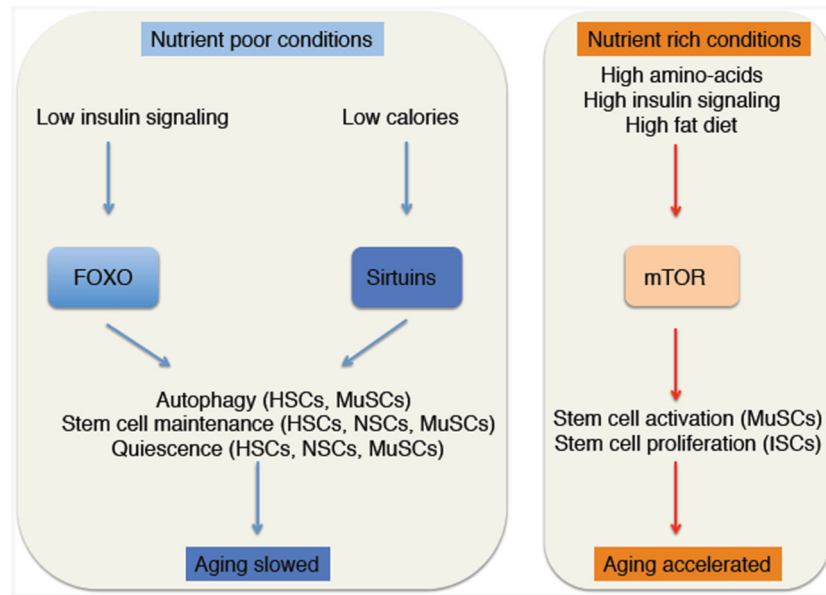 Nutrient poor conditions
Low insulin signaling
Low calories
FOXO
Sirtuins
Autophagy (HSCs, MuSCs)
Stem cell maintenance (HSCs, NSCs, MuSCs)
Quiescence (HSCs, NSCs, MuSCs)
Aging slowed
Nutrient rich conditions
High amino-acids
High insulin signaling
High fat diet
mTOR
Stem cell activation (MuSCs)
Stem cell proliferation (ISCs)
Aging accelerated